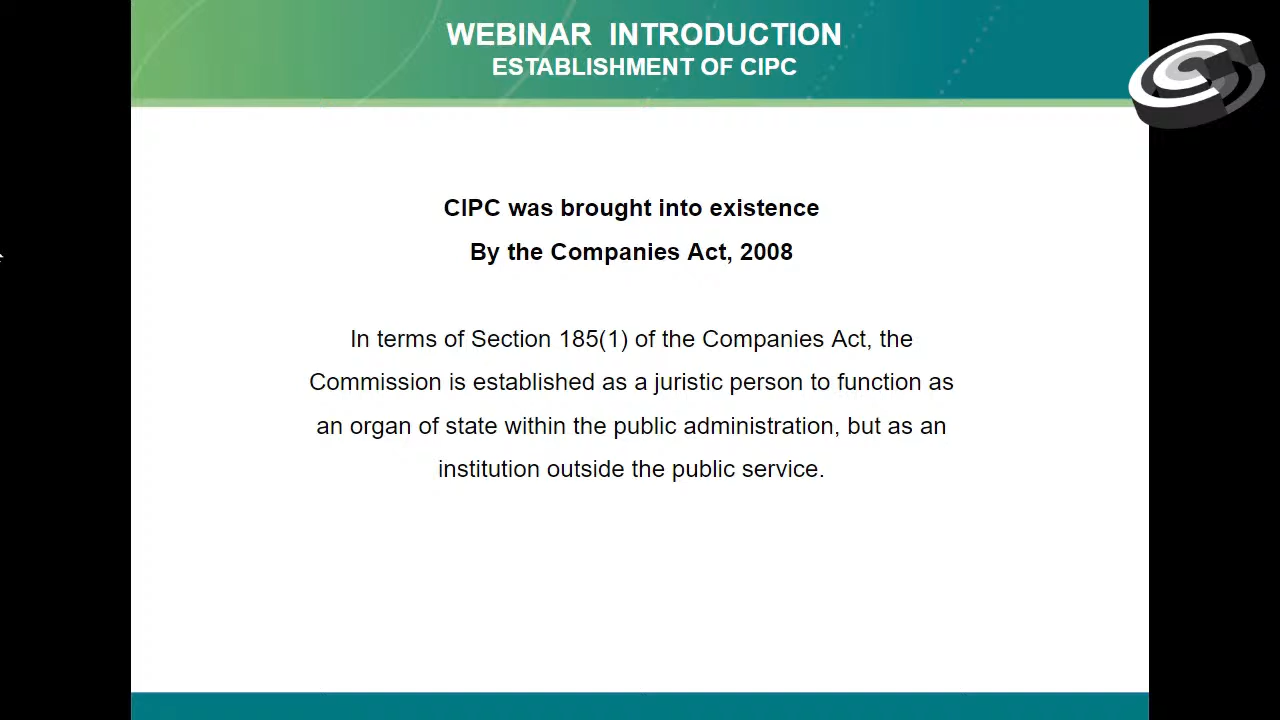 WEBINAR INTRODUCTION
ESTABLISHMENT OF CIPC
CIPC was brought into existence
By the Companies Act, 2008
In terms of Section 185(1) of the Companies Act, the
Commission is established as a juristic person to function as
an organ of state within the public administration, but as an
institution outside the public service.